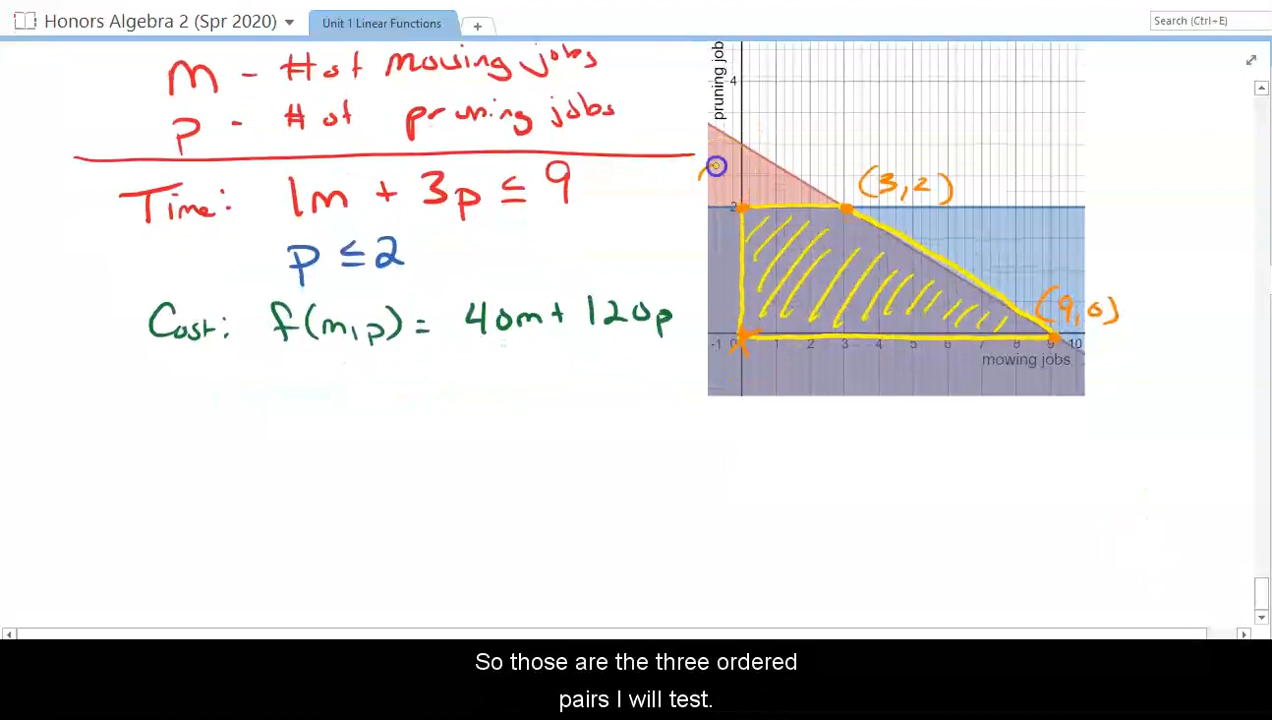 Honors Algebra 2 (Spr 2020)
Unit 1 Linear Functions
+
Search (Ctrl+E)
m - # of mowing jobs
p - # of pruning jobs
Time: 1m + 3p ≤ 9
p ≤ 2
Cost: f(m,p) = 40m + 120p
pruning job
4
(3,2)
2
(9,0)
-1 0 2 3 4 5 6 7 8 9 10
mowing jobs
So those are the three ordered
pairs I will test.